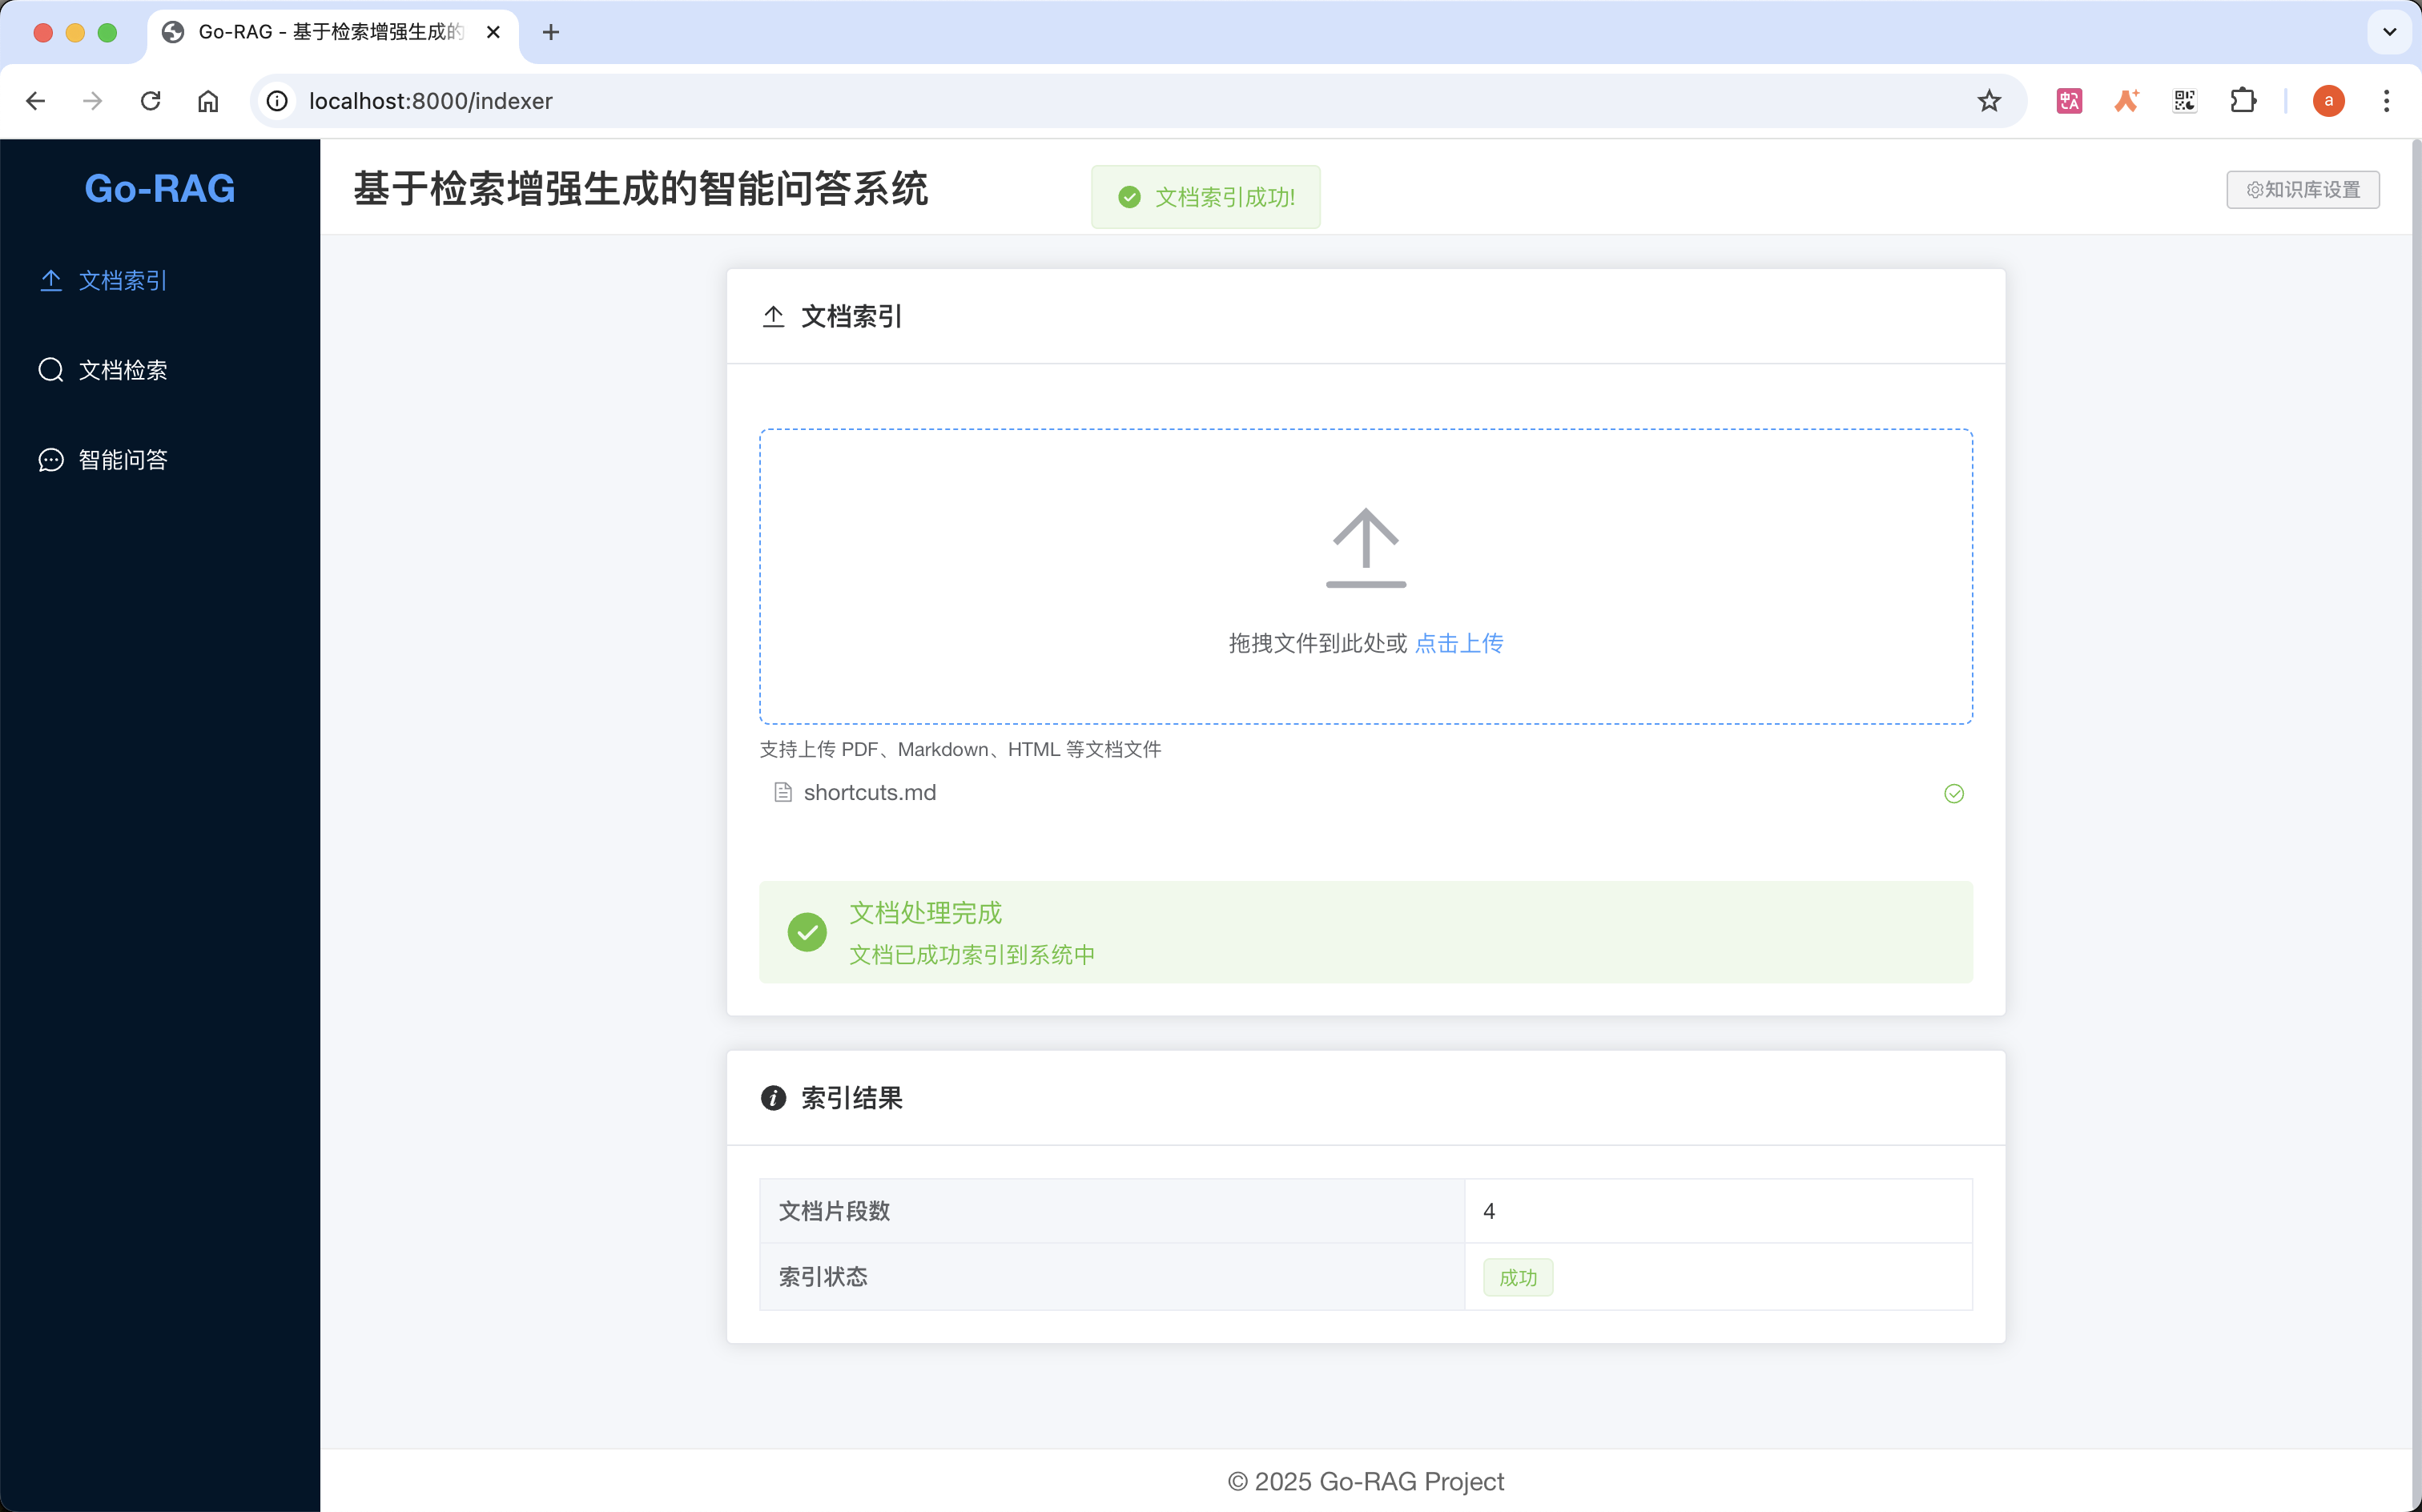 Go-RAG - 基于检索增强生成的
localhost:8000/indexer
a
Go-RAG
文档索引
文档检索
智能问答
基于检索增强生成的智能问答系统
文档索引成功!
知识库设置
文档索引
拖拽文件到此处或 点击上传
支持上传 PDF、Markdown、HTML 等文档文件
shortcuts.md
文档处理完成
文档已成功索引到系统中
索引结果
文档片段数 4
索引状态 成功
© 2025 Go-RAG Project